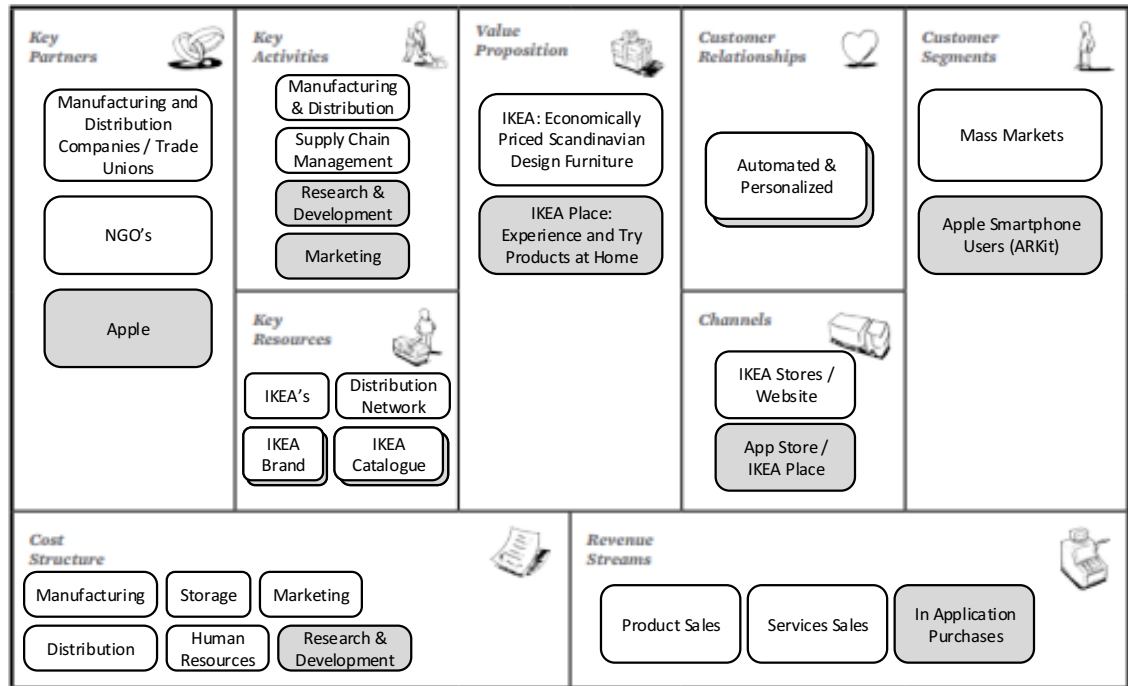 Key
Partners
Manufacturing and
Distribution
Companies / Trade
Unions
NGO’s
Apple
Key
Activities
Manufacturing
& Distribution
Supply Chain
Management
Research &
Development
Marketing
Key
Resources
IKEA’s
Distribution
Network
IKEA
Brand
IKEA
Catalogue
Value
Proposition
IKEA: Economically
Priced Scandinavian
Design Furniture
IKEA Place:
Experience and Try
Products at Home
Customer
Relationships
Automated &
Personalized
Channels
IKEA Stores /
Website
App Store /
IKEA Place
Customer
Segments
Mass Markets
Apple Smartphone
Users (ARKit)
Cost
Structure
Manufacturing
Storage
Marketing
Distribution
Human
Resources
Research &
Development
Revenue
Streams
Product Sales
Services Sales
In Application
Purchases